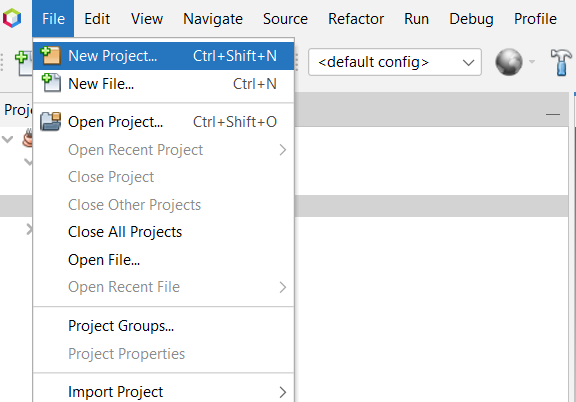 File Edit View Navigate Source Refactor Run Debug Profile
New Project... Ctrl+Shift+N
<default config>
New File... Ctrl+N
Proje
Open Project... Ctrl+Shift+O
Open Recent Project
Close Project
Close Other Projects
Close All Projects
Open File...
Open Recent File
Project Groups...
Project Properties
Import Project